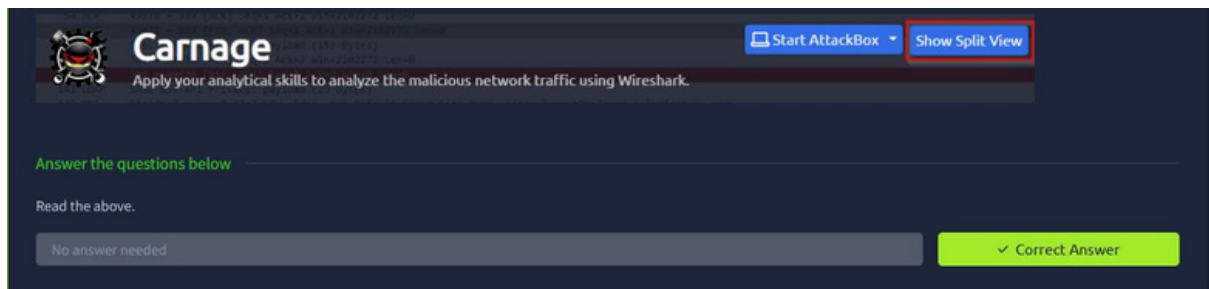 Carnage
Start AttackBox
Show Split View
Apply your analytical skills to analyze the malicious network traffic using Wireshark.
Answer the questions below
Read the above.
No answer needed
✓ Correct Answer